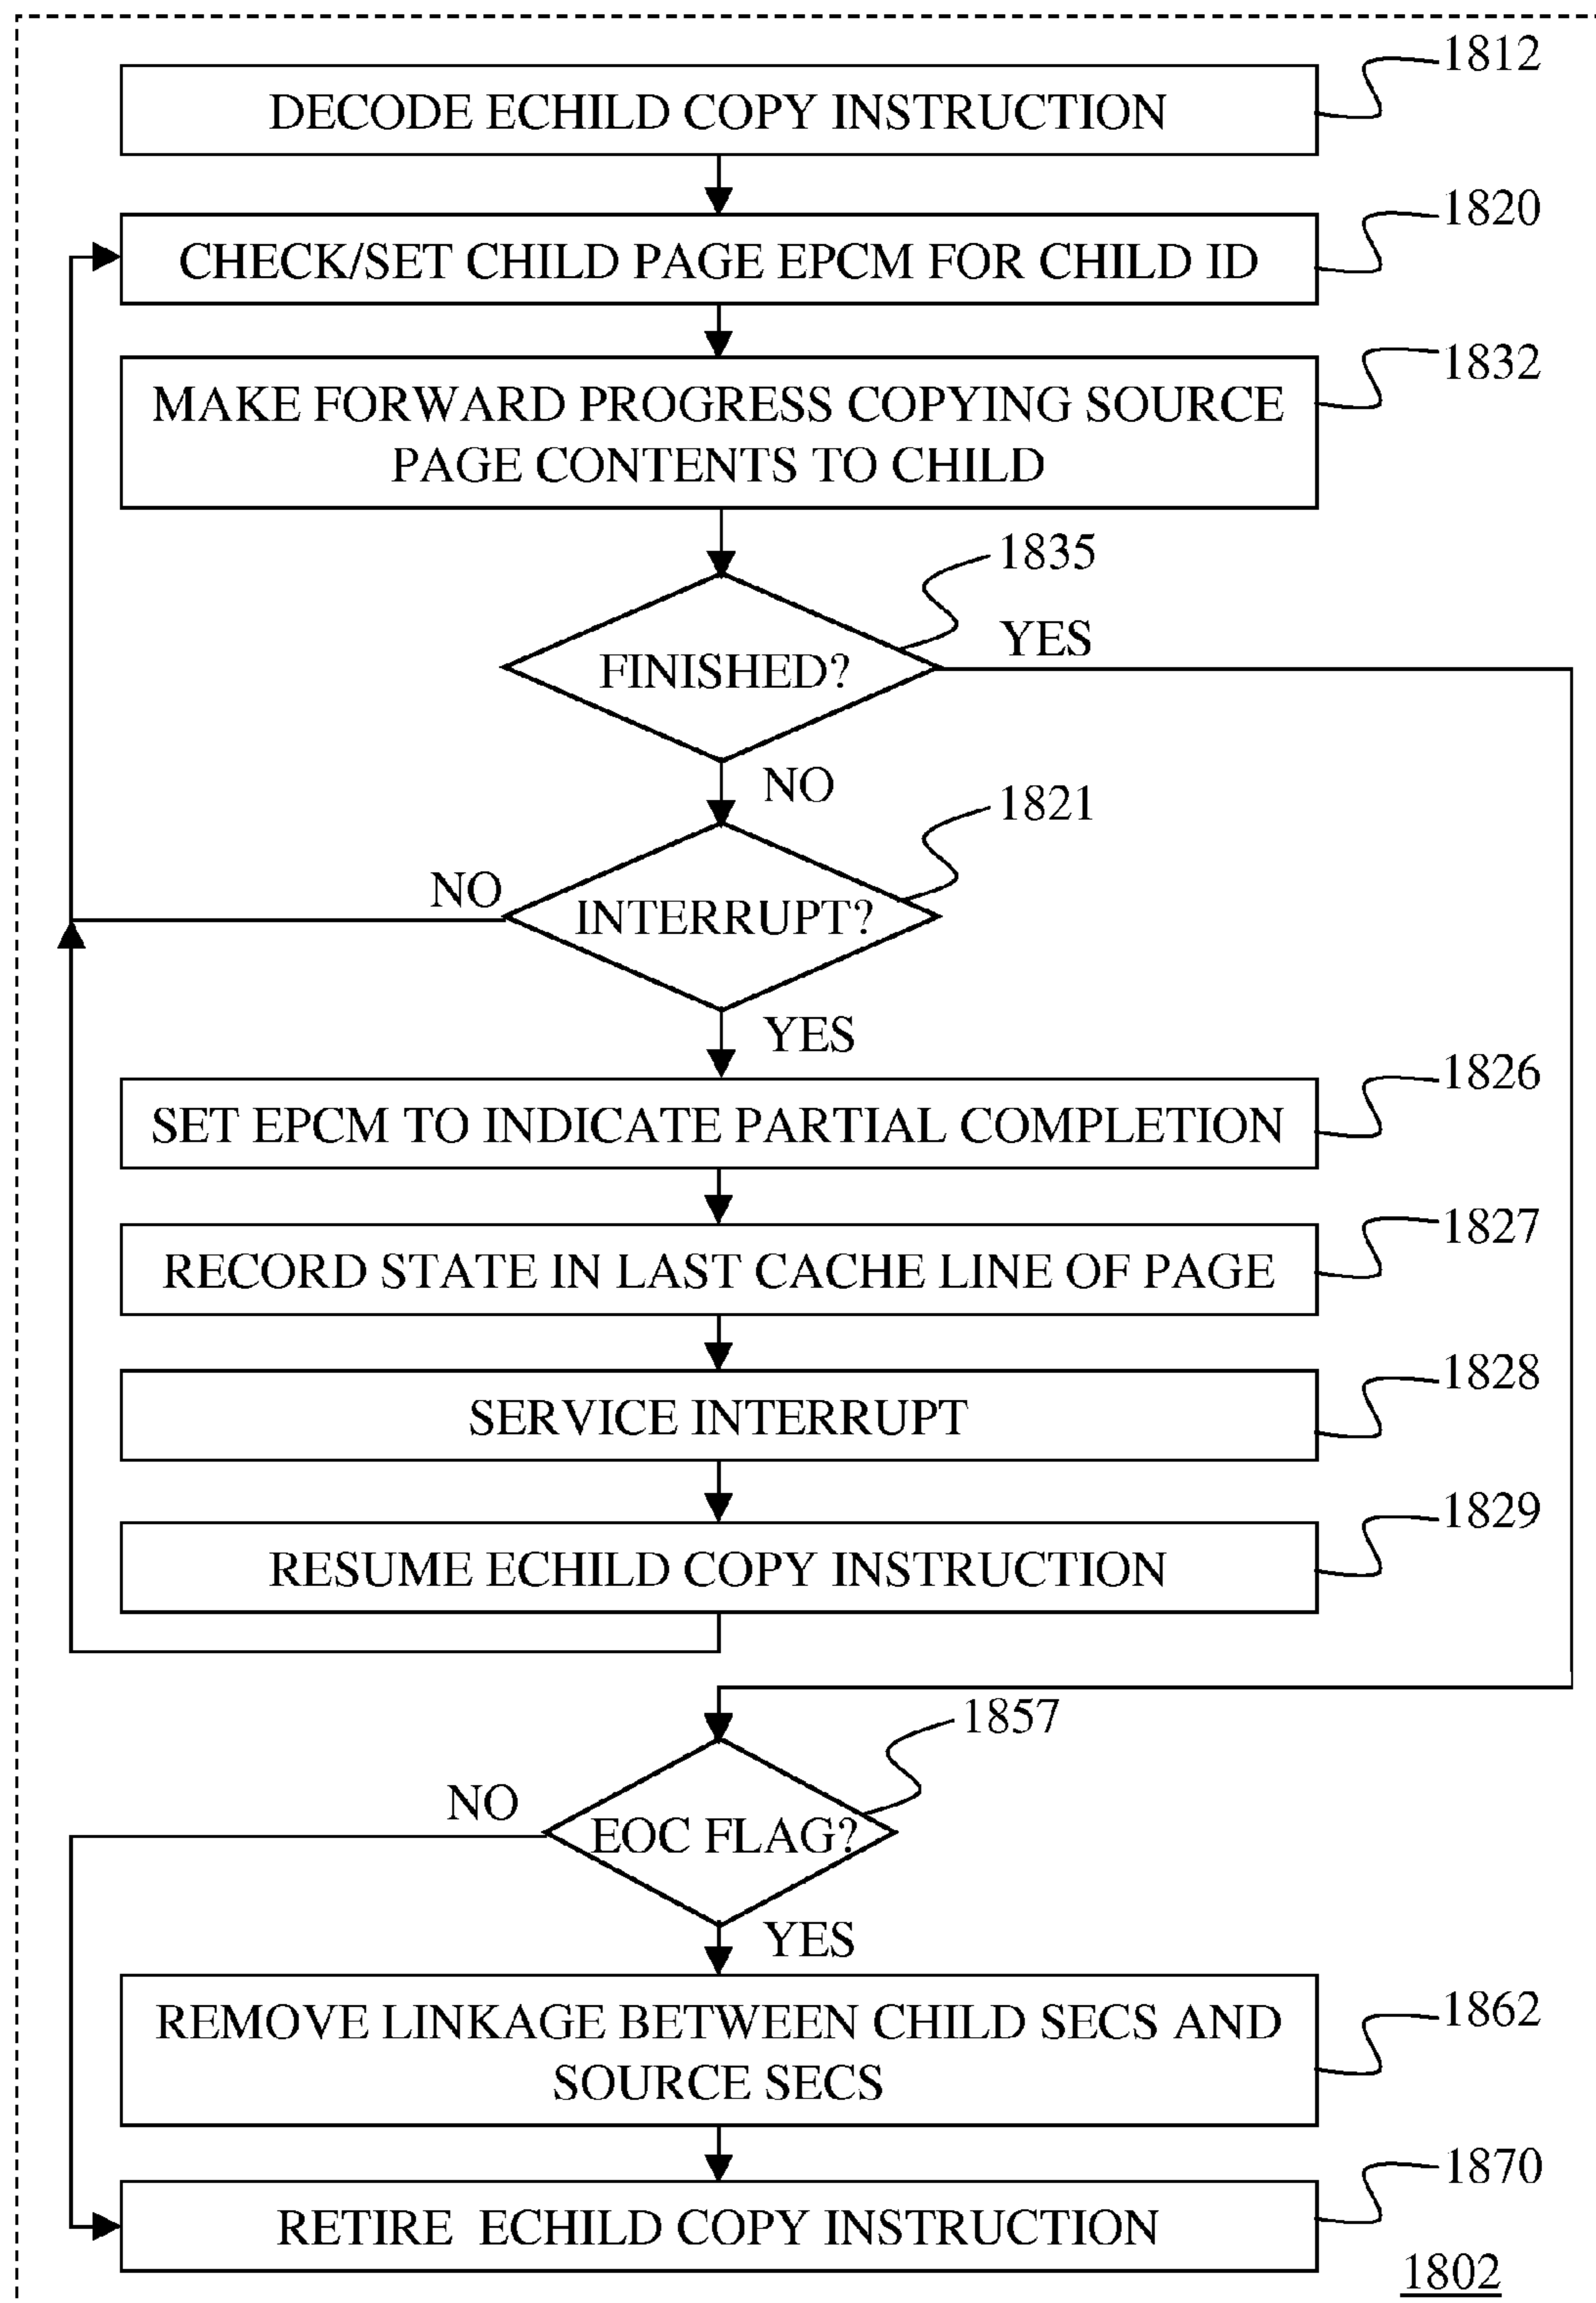 1812
DECODE ECHILD COPY INSTRUCTION
1820
CHECK/SET CHILD PAGE EPCM FOR CHILD ID
1832
MAKE FORWARD PROGRESS COPYING SOURCE
PAGE CONTENTS TO CHILD
1835
YES
FINISHED?
NO
1821
NO
INTERRUPT?
YES
1826
SET EPCM TO INDICATE PARTIAL COMPLETION
1827
RECORD STATE IN LAST CACHE LINE OF PAGE
1828
SERVICE INTERRUPT
1829
RESUME ECHILD COPY INSTRUCTION
1857
NO
EOC FLAG?
YES
1862
REMOVE LINKAGE BETWEEN CHILD SECS AND
SOURCE SECS
1870
RETIRE ECHILD COPY INSTRUCTION
1802